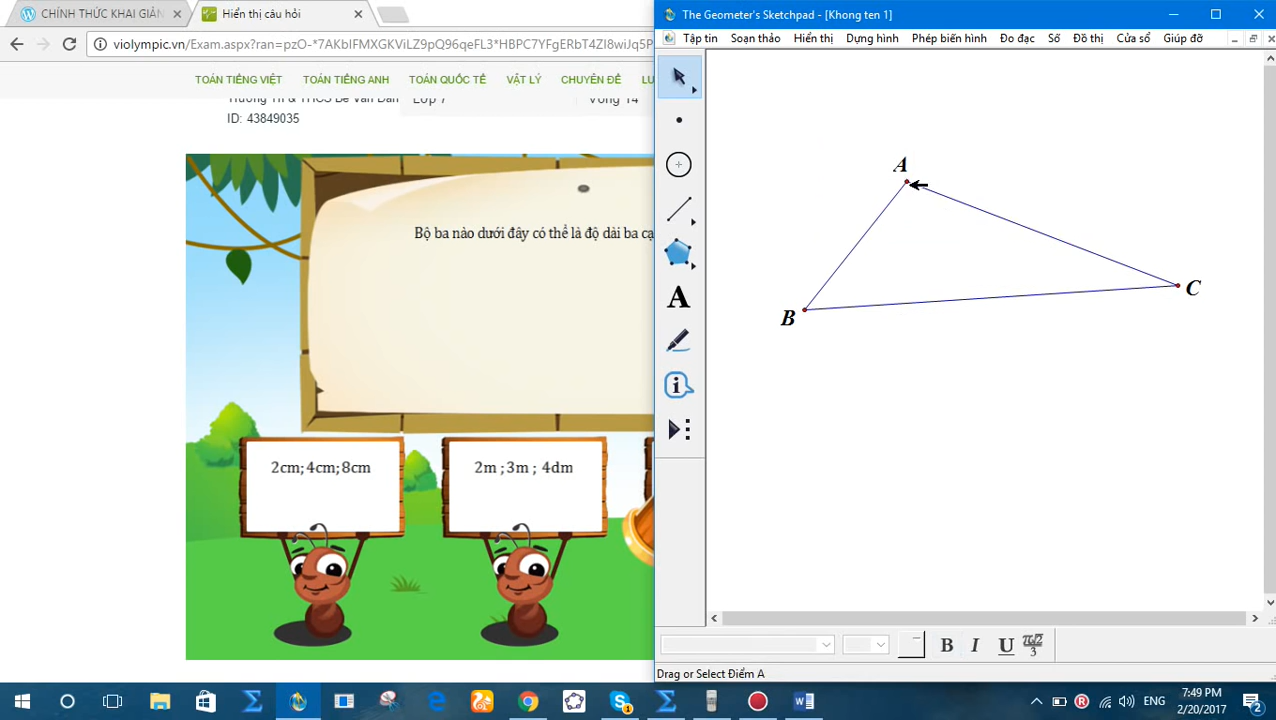 CHÍNH THỨC KHAI GIẢN
Hiển thị câu hỏi
violympic.vn/Exam.aspx?ran=
TOÁN TIẾNG VIỆT TOÁN TIẾNG ANH TOÁN QUỐC TẾ VẬT LÝ CHUYÊN ĐỀ
Lớp 7
Vòng 14
ID: 43849035
Bộ ba nào dưới đây có thể là độ dài ba cạ
2cm; 4cm; 8cm
2m ; 3m ; 4dm
The Geometer's Sketchpad - [Khong ten 1]
Tập tin Soạn thảo Hiển thị Dựng hình Phép biến hình Đo đạc Số Đồ thị Cửa sổ Giúp đỡ
A
B
C
A
B I U
Drag or Select Điểm A
ENG
7:49 PM
2/20/2017
2